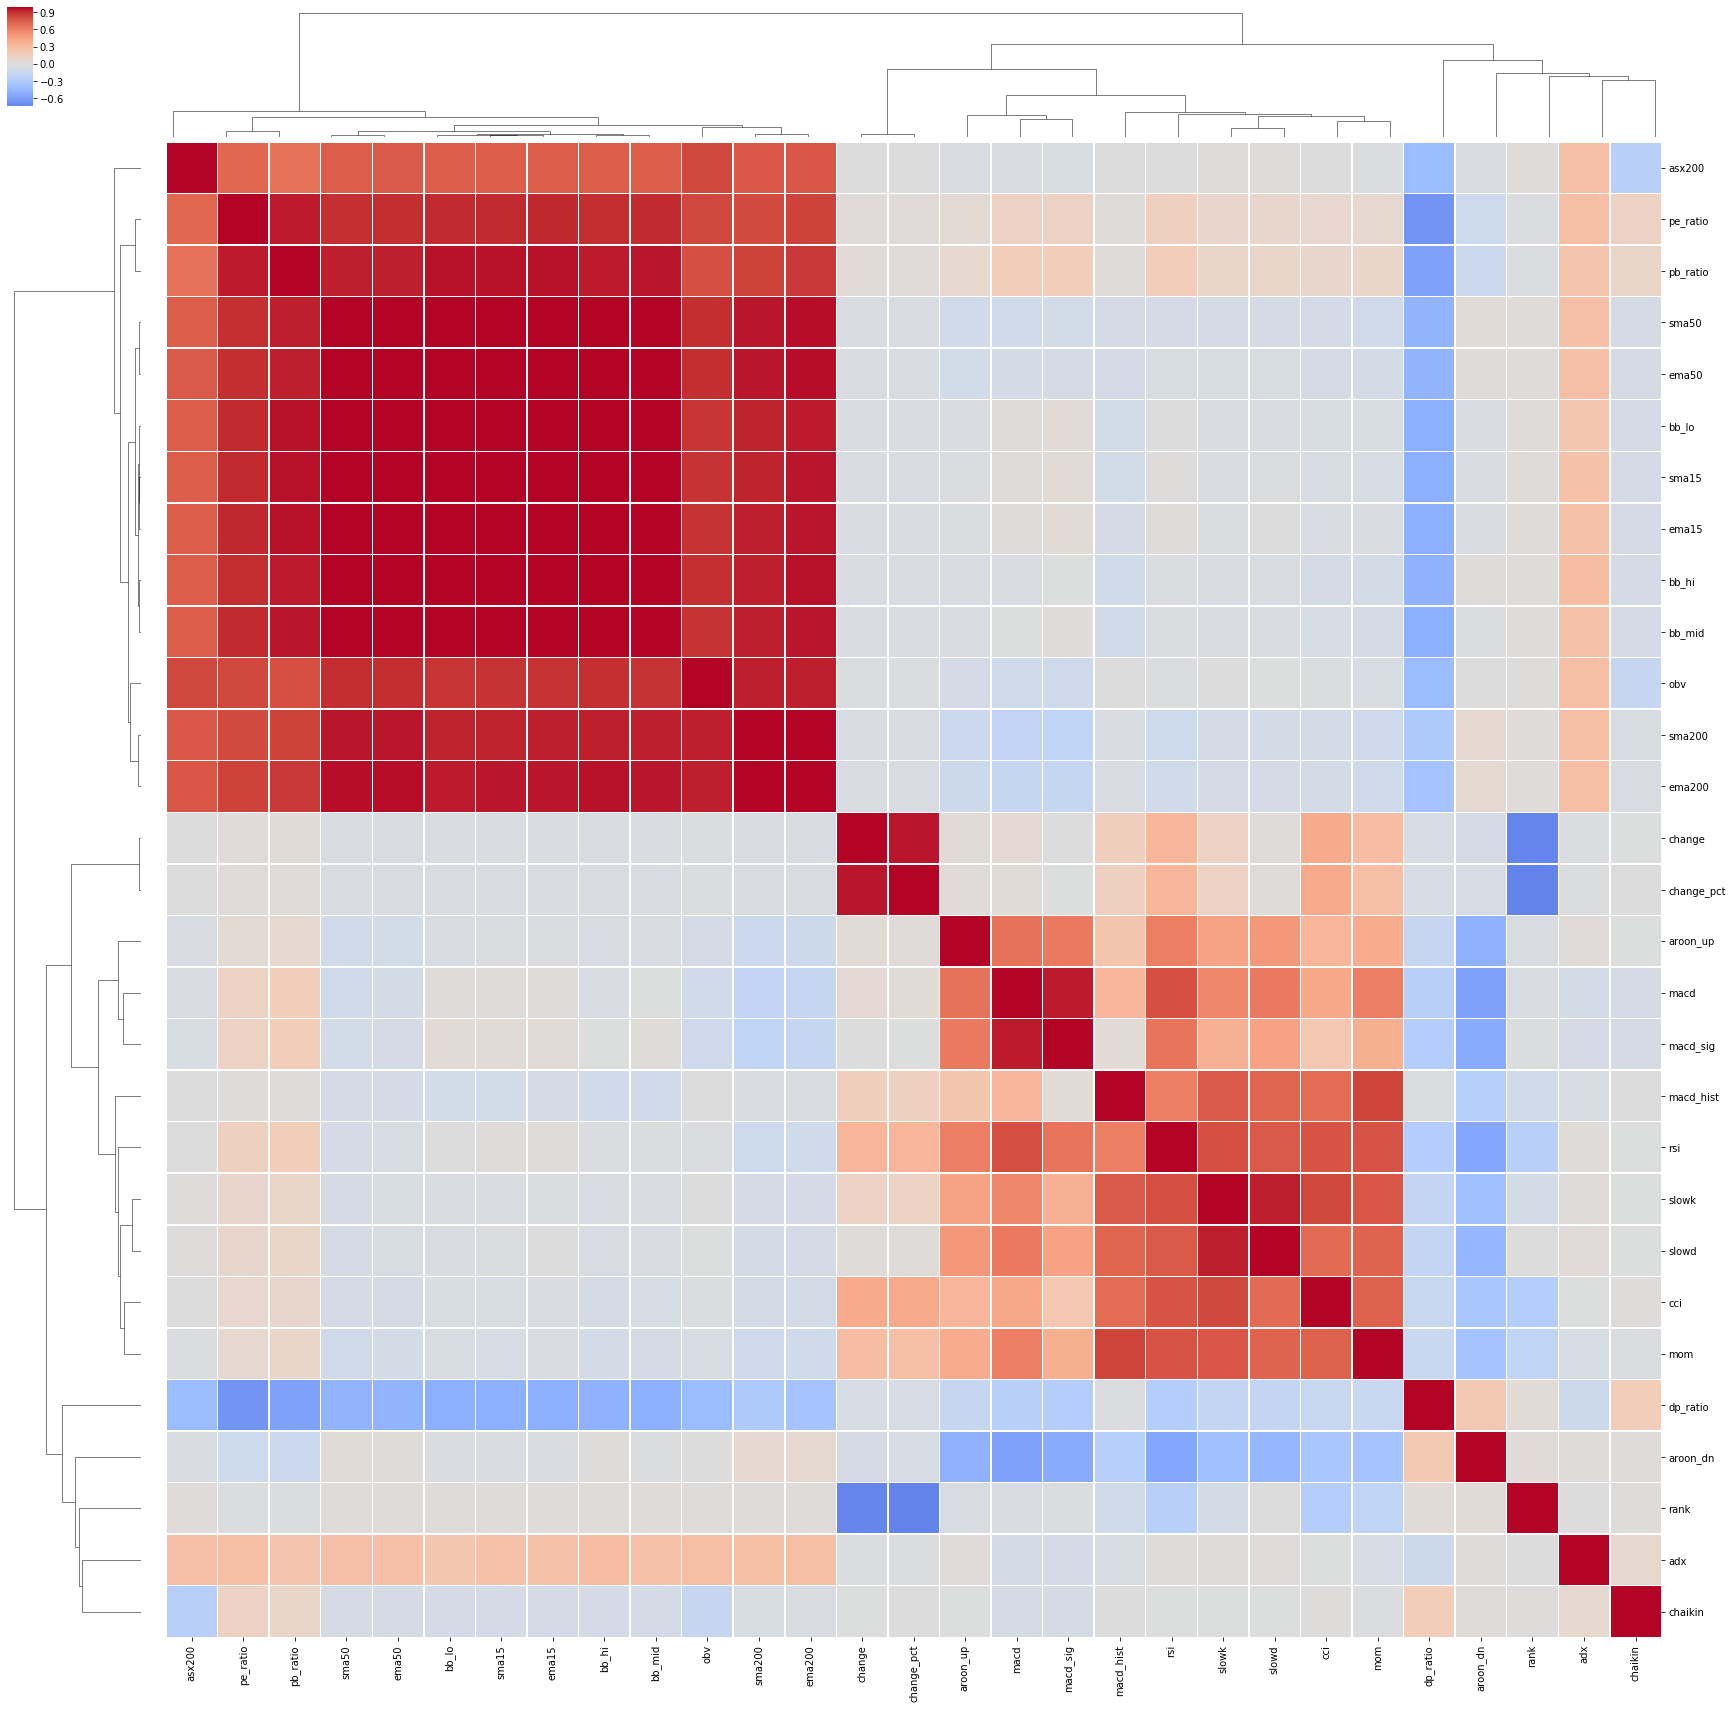 0.9
0.6
0.3
0.0
−0.3
−0.6
asx200
pe_ratio
pb_ratio
sma50
ema50
bb_lo
sma15
ema15
bb_hi
bb_mid
obv
sma200
ema200
change
change_pct
aroon_up
macd
macd_sig
macd_hist
rsi
slowk
slowd
cci
mom
dp_ratio
aroon_dn
rank
adx
chaikin
asx200
pe_ratio
pb_ratio
sma50
ema50
bb_lo
sma15
ema15
bb_hi
bb_mid
obv
sma200
ema200
change
change_pct
aroon_up
macd
macd_sig
macd_hist
rsi
slowk
slowd
cci
mom
dp_ratio
aroon_dn
rank
adx
chaikin